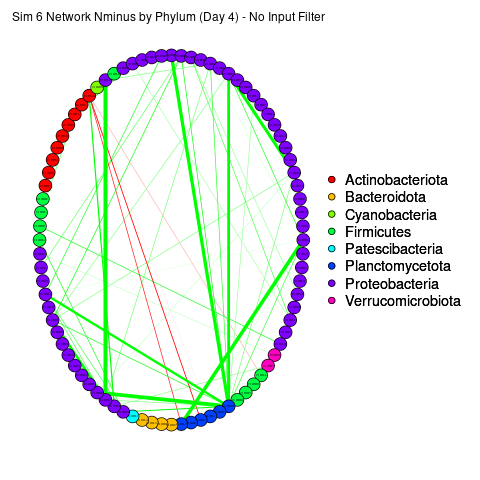 Sim 6 Network Nminus by Phylum (Day 4) - No Input Filter
Actinobacteriota
Bacteroidota
Cyanobacteria
Firmicutes
Patescibacteria
Planctomycetota
Proteobacteria
Verrucomicrobiota